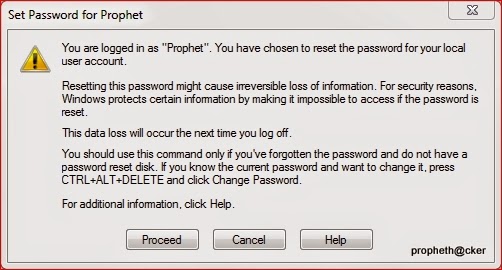 Set Password for Prophet
You are logged in as "Prophet". You have chosen to reset the password for your local
user account.
Resetting this password might cause irreversible loss of information. For security reasons,
Windows protects certain information by making it impossible to access if the password is
reset.
This data loss will occur the next time you log off.
You should use this command only if you've forgotten the password and do not have a
password reset disk. If you know the current password and want to change it, press
CTRL+ALT+DELETE and click Change Password.
For additional information, click Help.
Proceed Cancel Help
propheth@cker